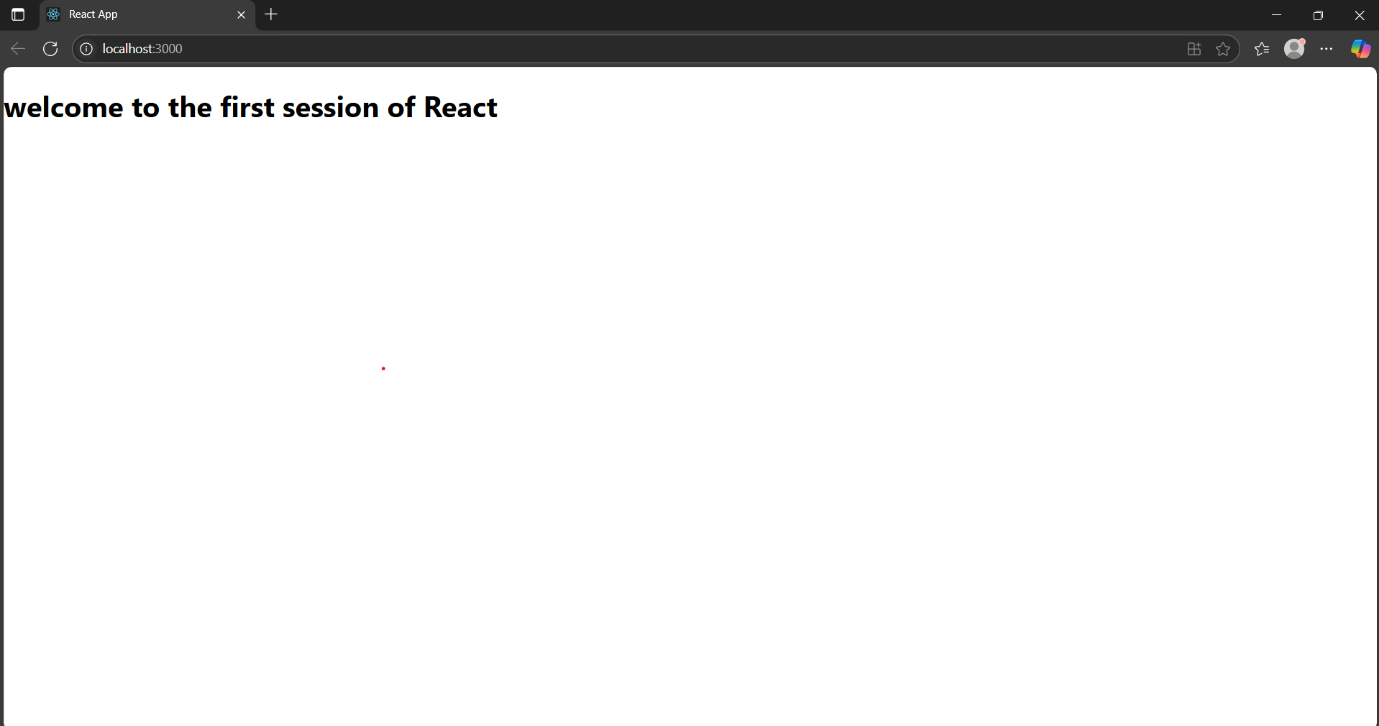 React App
localhost:3000
welcome to the first session of React